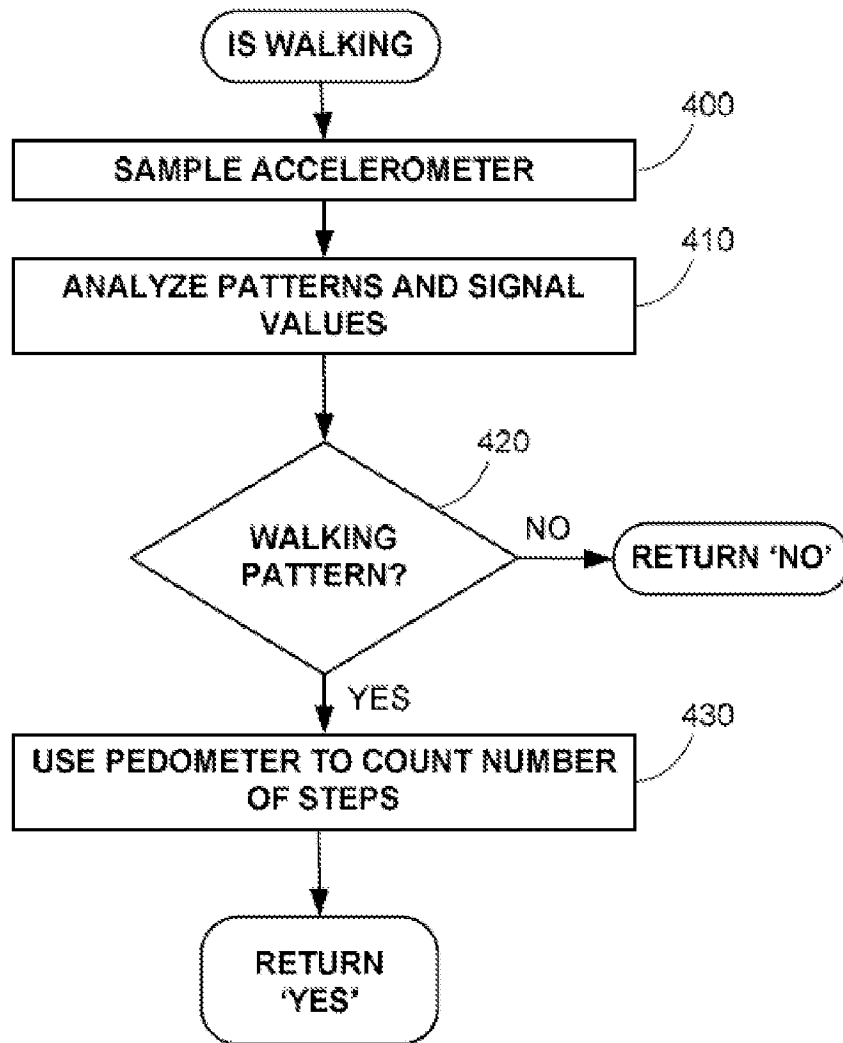 IS WALKING
400
SAMPLE ACCELEROMETER
410
ANALYZE PATTERNS AND SIGNAL
VALUES
420
WALKING
PATTERN?
NO
RETURN ‘NO’
YES
430
USE PEDOMETER TO COUNT NUMBER
OF STEPS
RETURN
‘YES’